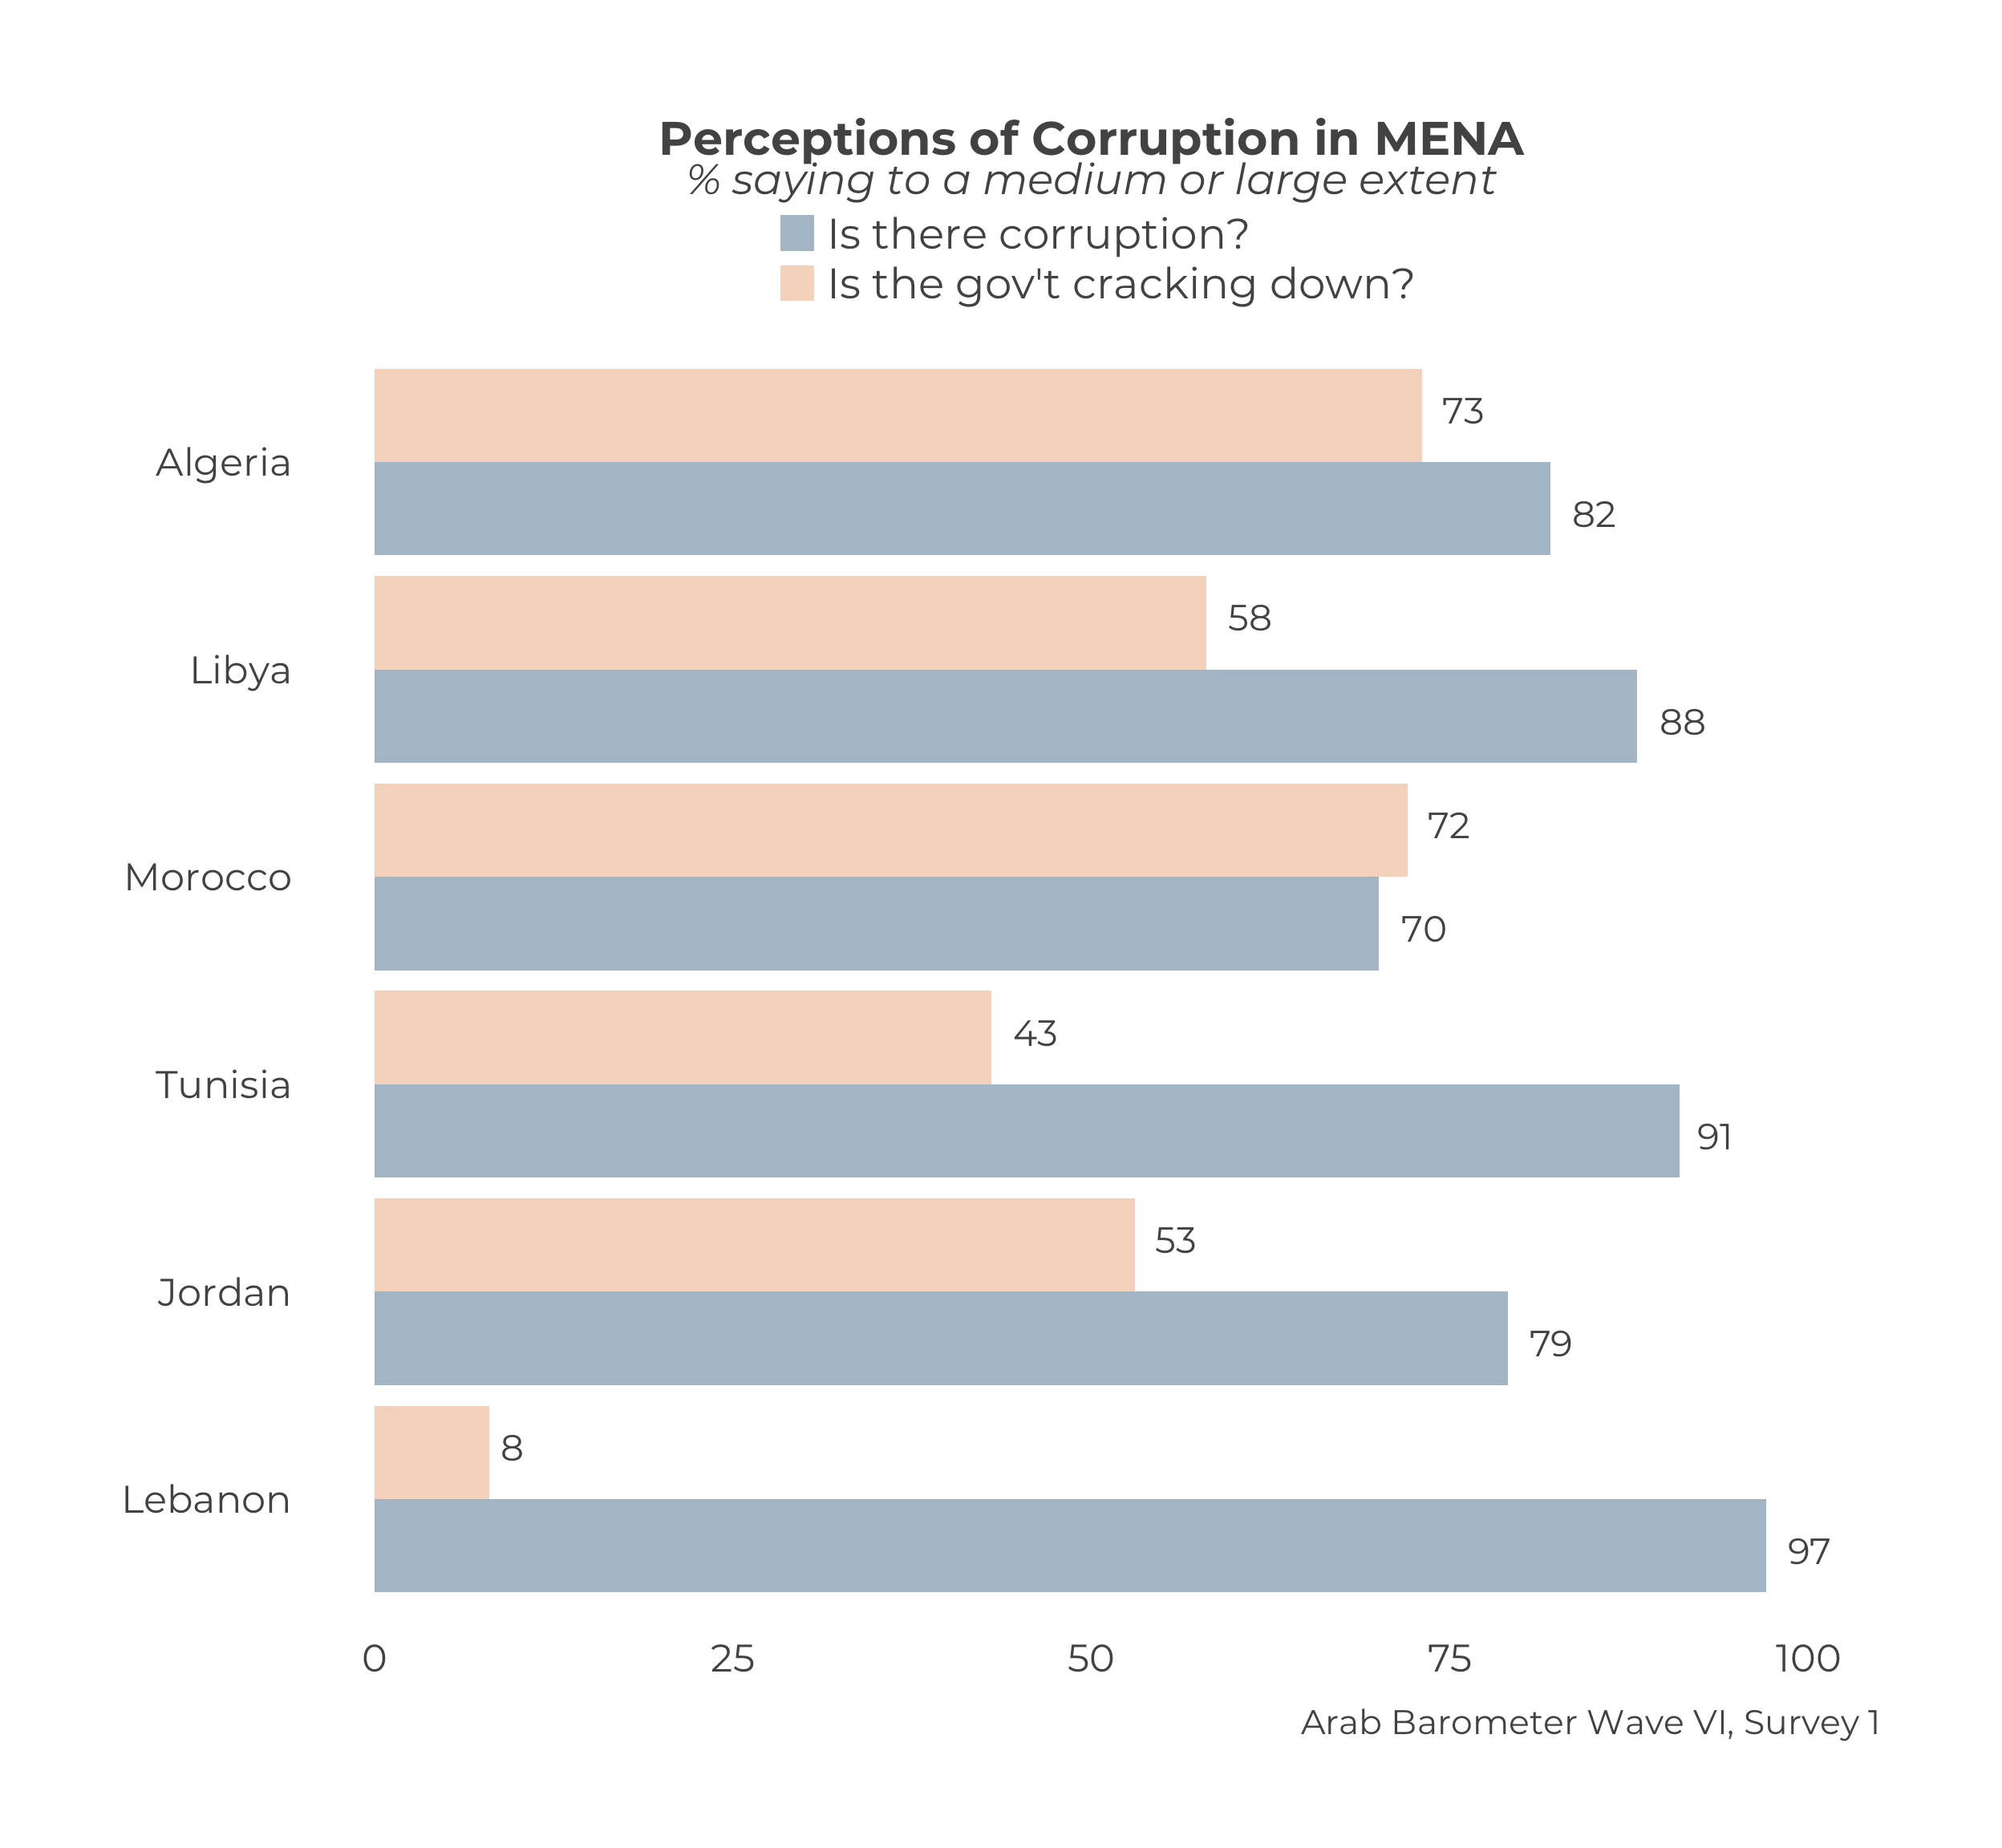 Perceptions of Corruption in MENA
% saying to a medium or large extent
Is there corruption?
Is the gov't cracking down?
73
Algeria
82
58
Libya
88
72
Morocco
70
43
Tunisia
91
53
Jordan
79
8
Lebanon
97
0 25 50 75 100
Arab Barometer Wave VI, Survey 1